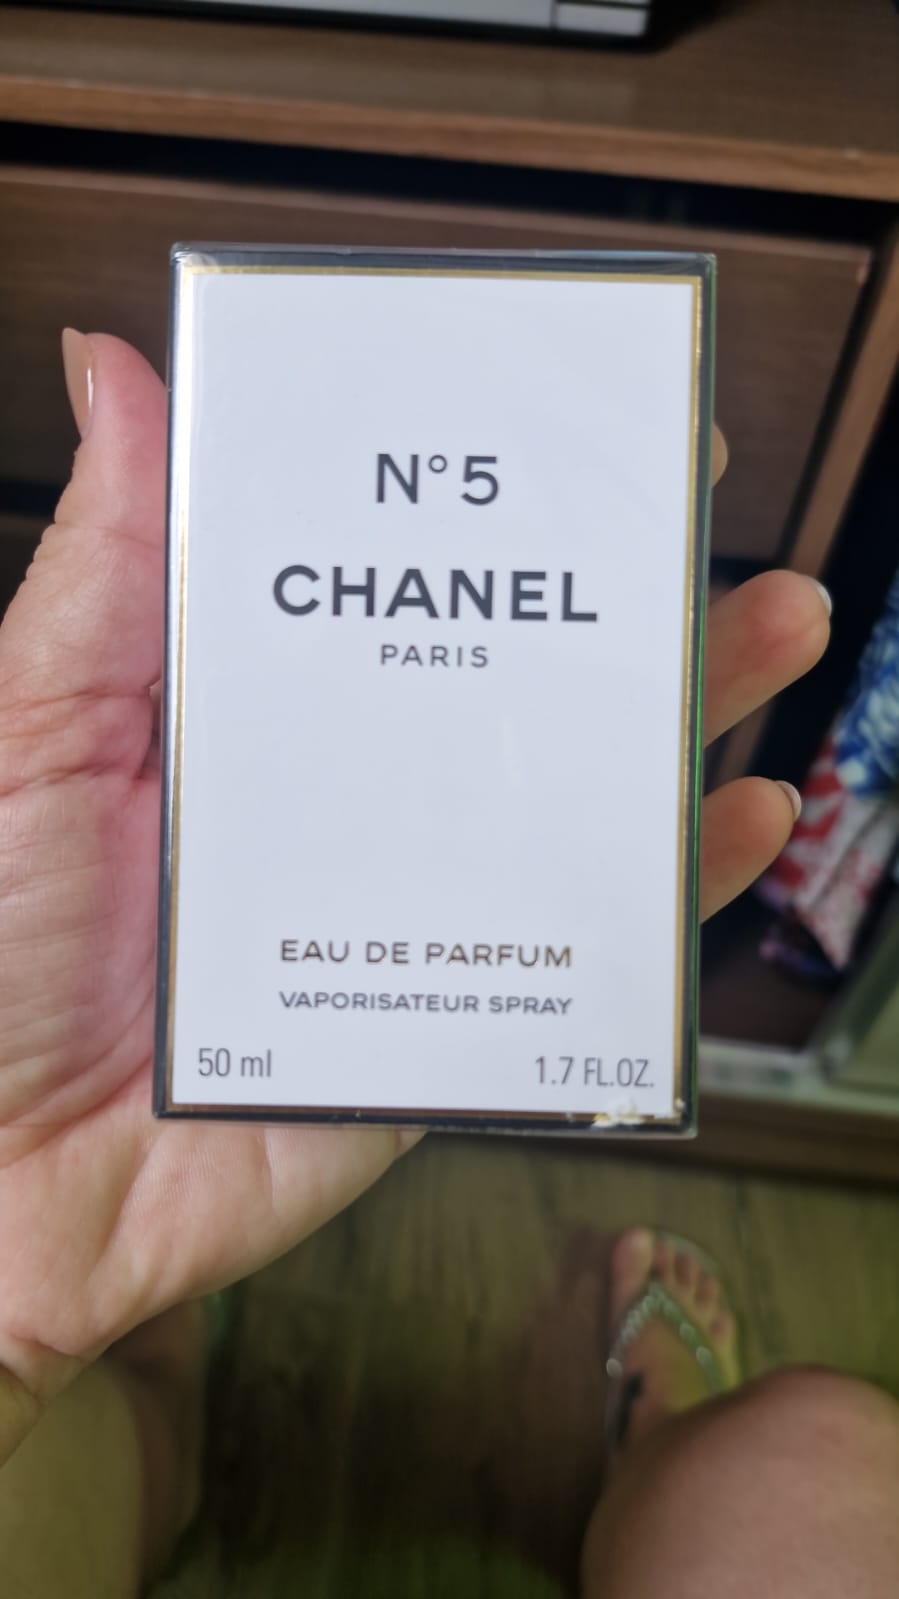 N°5
CHANEL
PARIS
EAU DE PARFUM
VAPORISATEUR SPRAY
50 ml 1.7 FL.OZ.